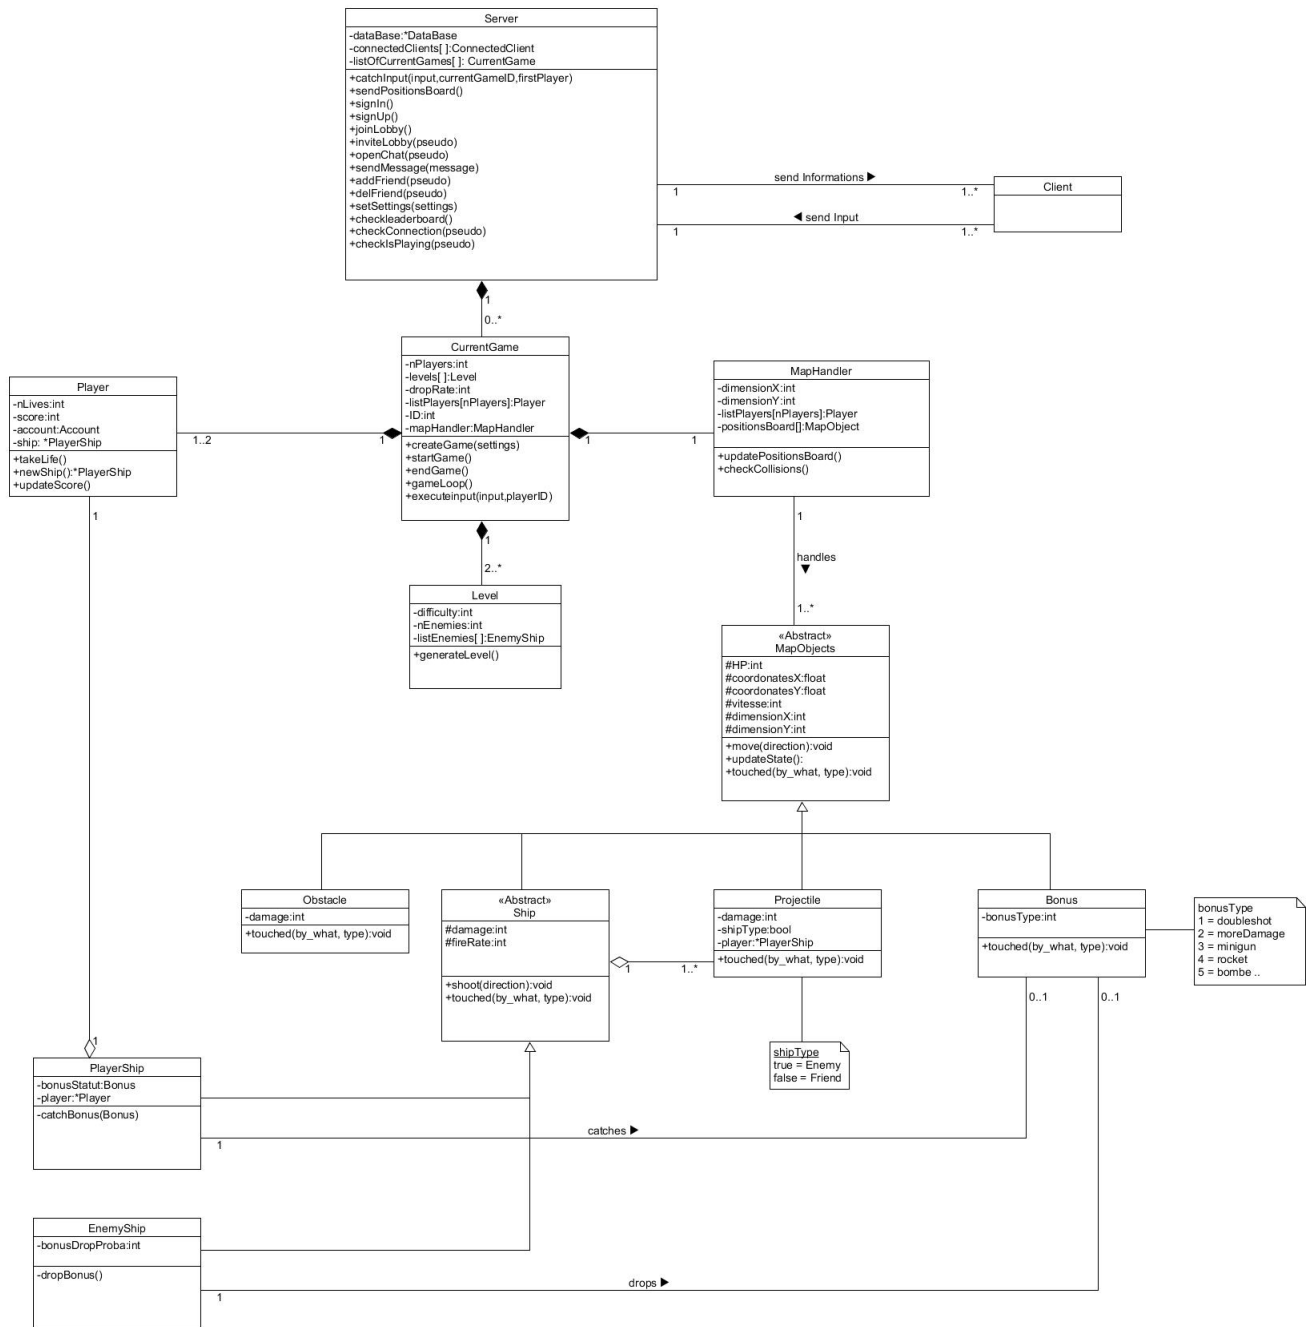 Server
-dataBase:*DataBase
-connectedClients[ ]:ConnectedClient
-listOfCurrentGames[ ]: CurrentGame
+catchInput(input,currentGameID,firstPlayer)
+sendPositionsBoard()
+signIn()
+signUp()
+joinLobby()
+inviteLobby(pseudo)
+openChat(pseudo)
+sendMessage(message)
+addFriend(pseudo)
+delFriend(pseudo)
+setSettings(settings)
+checkleaderboard()
+checkConnection(pseudo)
+checkIsPlaying(pseudo)
send Informations ▶
1
1..*
◀ send Input
1
1..*
Client
1
0..*
CurrentGame
-nPlayers:int
-levels[ ]:Level
-dropRate:int
-listPlayers[nPlayers]:Player
-ID:int
-mapHandler:MapHandler
+createGame(settings)
+startGame()
+endGame()
+gameLoop()
+executeinput(input,playerID)
Player
-nLives:int
-score:int
-account:Account
-ship: *PlayerShip
+takeLife()
+newShip():*PlayerShip
+updateScore()
1..2
1
1
1
MapHandler
-dimensionX:int
-dimensionY:int
-listPlayers[nPlayers]:Player
-positionsBoard[]:MapObject
+updatePositionsBoard()
+checkCollisions()
1
1
2..*
Level
-difficulty:int
-nEnemies:int
-listEnemies[ ]:EnemyShip
+generateLevel()
1
handles
▼
1..*
«Abstract»
MapObjects
#HP:int
#coordonatesX:float
#coordonatesY:float
#vitesse:int
#dimensionX:int
#dimensionY:int
+move(direction):void
+updateState():
+touched(by_what, type):void
Obstacle
-damage:int
+touched(by_what, type):void
«Abstract»
Ship
#damage:int
#fireRate:int
+shoot(direction):void
+touched(by_what, type):void
1
1..*
Projectile
-damage:int
-shipType:bool
-player:*PlayerShip
+touched(by_what, type):void
Bonus
-bonusType:int
+touched(by_what, type):void
bonusType
1 = doubleshot
2 = moreDamage
3 = minigun
4 = rocket
5 = bombe ..
0..1
0..1
shipType
true = Enemy
false = Friend
1
PlayerShip
-bonusStatut:Bonus
-player:*Player
-catchBonus(Bonus)
catches ▶
1
EnemyShip
-bonusDropProba:int
-dropBonus()
drops ▶
1